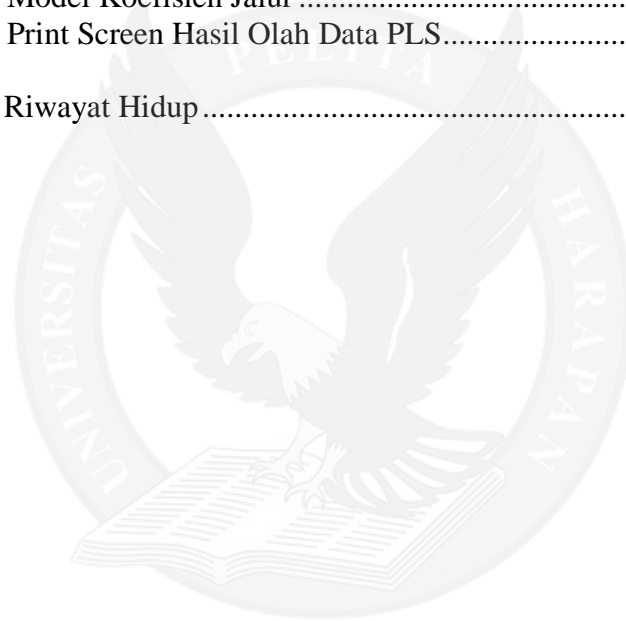 Model Koefisien Jalur ........................................
Print Screen Hasil Olah Data PLS.......................
Riwayat Hidup.....................................................
UNIVERSITAS PELITA HARAPAN